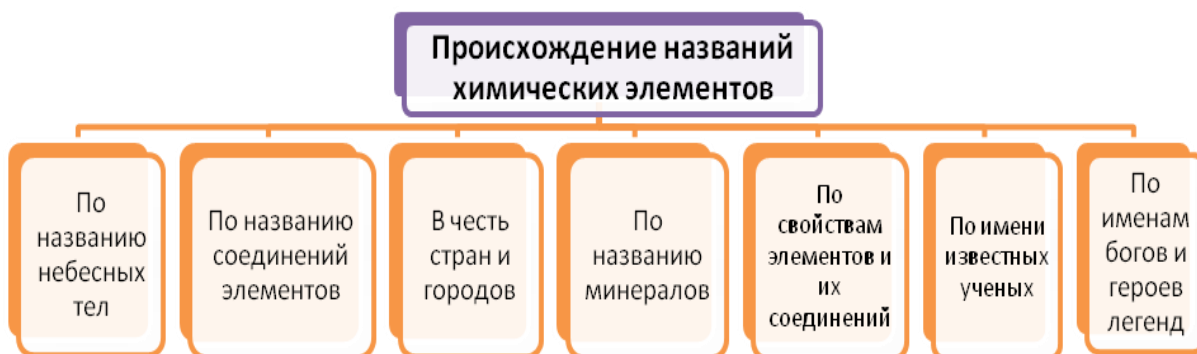 Происхождение названий
химических элементов
По
названию
небесных
тел
По названию
соединений
элементов
В честь
стран и
городов
По
названию
минералов
По
свойствам
элементов и
их
соединений
По имени
известных
ученых
По
именам
богов и
героев
легенд